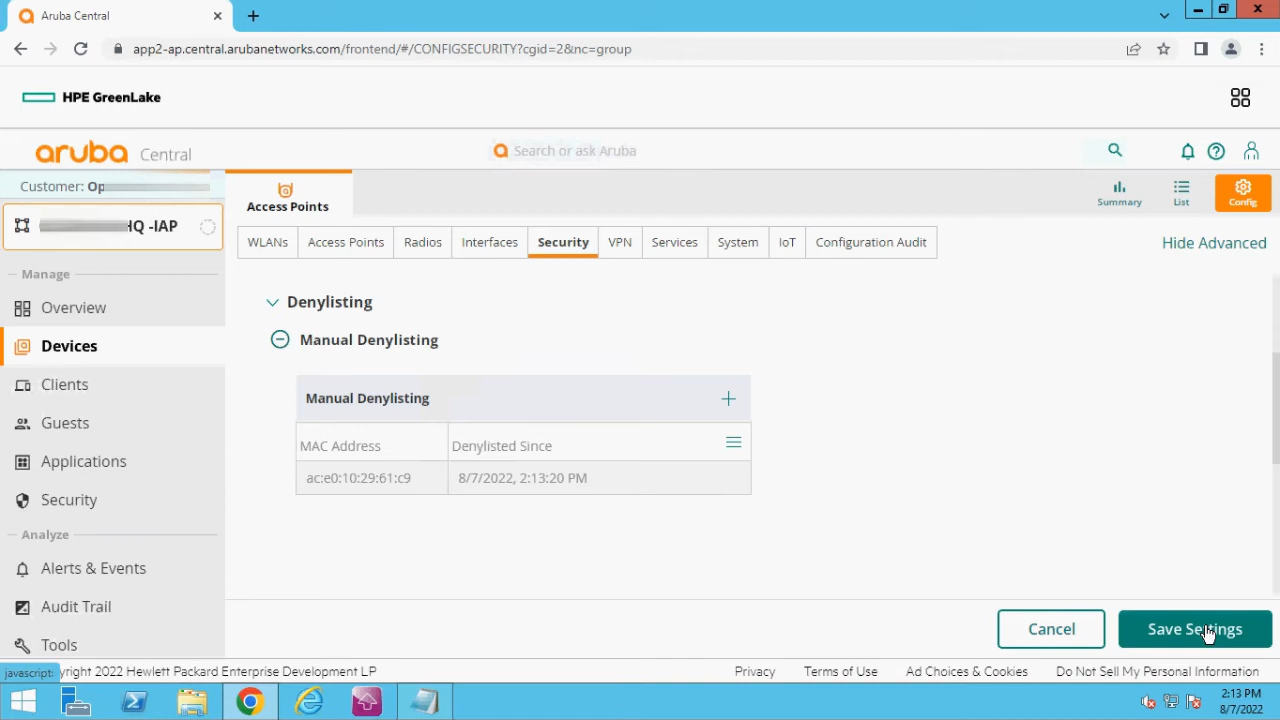 Aruba Central
app2-ap.central.arubanetworks.com/frontend/#/CONFIGSECURITY?cgid=2&nc=group
HPE GreenLake
aruba Central
Search or ask Aruba
Customer: Op
Access Points
Summary
List
Config
HQ -IAP
WLANs
Access Points
Radios
Interfaces
Security
VPN
Services
System
IoT
Configuration Audit
Hide Advanced
Manage
Overview
Devices
Clients
Guests
Applications
Security
Analyze
Alerts & Events
Audit Trail
Tools
Denylisting
Manual Denylisting
Manual Denylisting
MAC Address
Denylisted Since
ac:e0:10:29:61:c9
8/7/2022, 2:13:20 PM
Cancel
Save Settings
javascript:
yright 2022 Hewlett Packard Enterprise Development LP
Privacy
Terms of Use
Ad Choices & Cookies
Do Not Sell My Personal Information
2:13 PM
8/7/2022